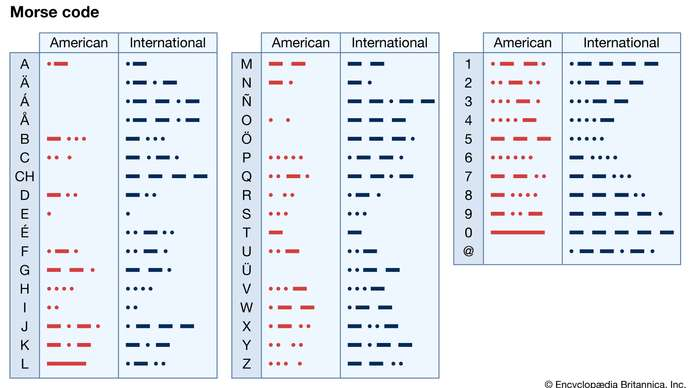 Morse code
American International
A
Ä
Á
Å
B
C
CH
D
E
É
F
G
H
I
J
K
L
American International
M
N
Ñ
O
Ö
P
Q
R
S
T
U
Ü
V
W
X
Y
Z
American International
1
2
3
4
5
6
7
8
9
0
@
© Encyclopædia Britannica, Inc.